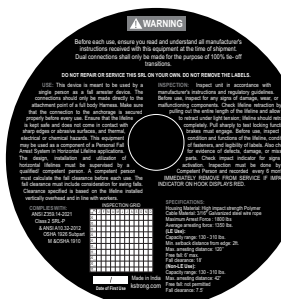 WARNING
Before each use, ensure you read and understand all manufacturer's
instructions received with this equipment at the time of shipment.
Dual connections shall only be made for the purpose of 100% tie- off
transitions.
DO NOT REPAIR OR SERVICE THIS SRL ON YOUR OWN. DO NOT REMOVE THE LABELS.
USE: This device is meant to be used by a
single person as a fall arrester device. The
connections should only be made directly to the
attachment point of a full body Harness. Make sure
that the connection to the anchorage is secured
properly before every use. Ensure that the lifeline
is kept safe and does not come in contact with
sharp edges or abrasive surfaces, and thermal,
electrical or chemical hazards. This equipment
may be used as a component of a Personal Fall
Arrest System in Horizontal Lifeline applications.
The design, installation and utilization of
horizontal lifelines must be supervised by a
qualified competent person. A competent person
must calculate the fall clearance before each use. The
fall clearance must include consideration for swing falls.
Clearance specified is based on the lifeline installed
vertically overhead and in line with D-ring.
INSPECTION: Inspect unit in accordance with
manufacturer's instructions and regulatory guidelines.
Before use, inspect for any signs of damage, wear, or
malfunctioning components. Check lifeline retraction by
pulling out the entire length of the lifeline and allow
to retract under light tension; lifeline should retract
completely. Pull sharply to test locking function;
brakes must engage. Before use, inspect
condition and functions of the lifeline, condition
of fasteners, and legibility of labels. Also check
for evidence of defects, damage, or missing
parts. Check impact indicator for signs of
activation. Inspection must be done by a
Competent Person and recorded every 6 months.
IMMEDIATELY REMOVE FROM SERVICE IF IMPACT
INDICATOR ON HOOK DISPLAYS RED.
COMPLIES WITH:
ANSI Z359.14-2021
Class 2 SRL-P
& ANSI A10.32-2012
OSHA 1926 Subpart
M &OSHA 1910
INSPECTION GRID
Date of First Use
Made in India
kstrong.com
SPECIFICATIONS:
Housing Material: High impact strength Polymer
Cable Material: 3/16" Galvanized steel wire rope
Maximum Arrest Force : 1800 lbs
Average arresting force: 1350 lbs.
(LE Use):
Capacity range: 130 - 310 lbs.
Min. setback distance from edge: 2ft.
Max. arresting distance: 120"
Free fall: 6' max.
Fall clearance: 19'
(Non-LE Use):
Capacity range: 130 - 310 lbs.
Max. arresting distance: 42"
Free fall: not permitted
Fall clearance: 7.5'